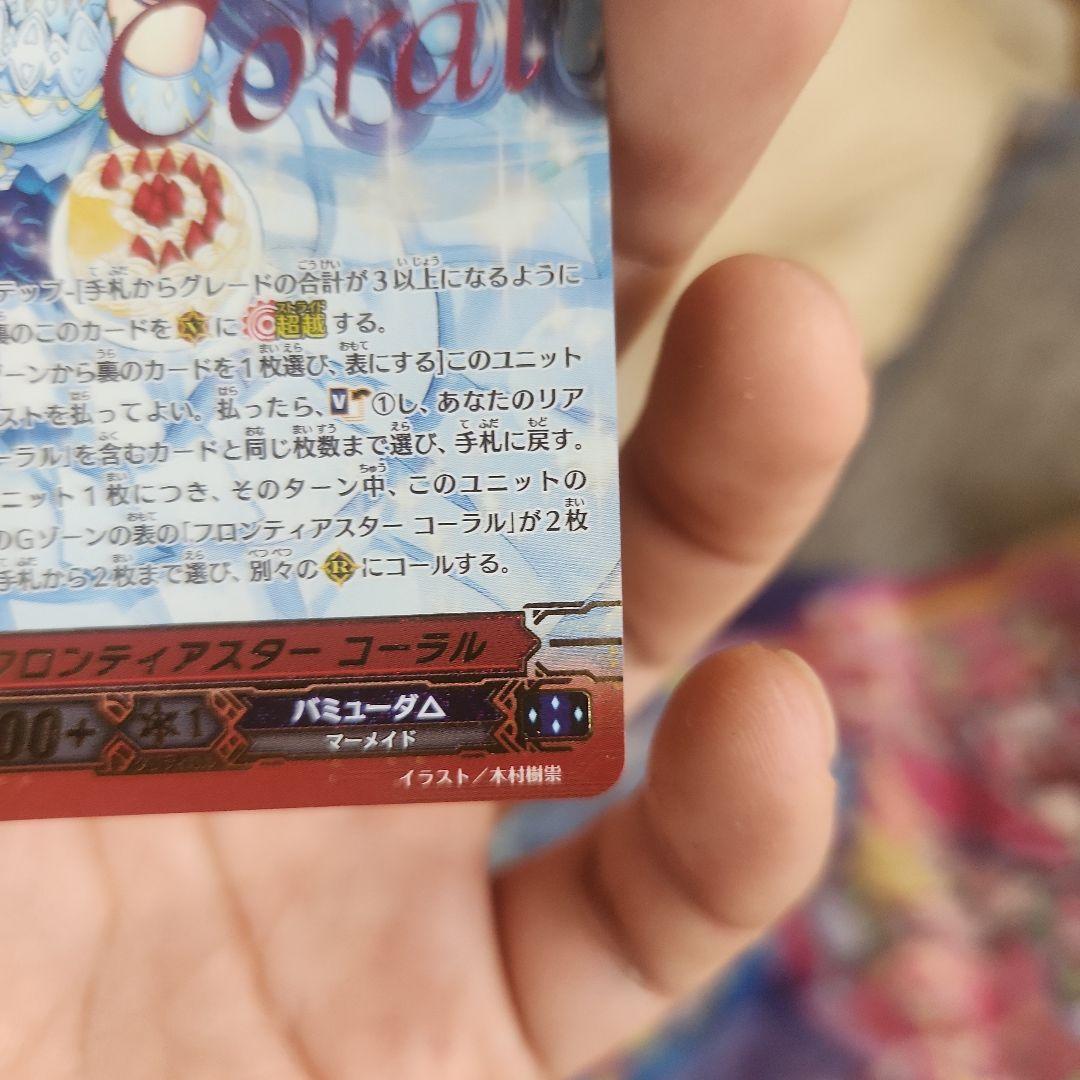 Coral
テップ-[手札からグレードの合計が3以上になるように
裏のこのカードをVにG超越する。
ゾーンから裏のカードを1枚選び、表にする]このユニット
ストを払ってよい。払ったら、V①し、あなたのリア
ーラル」を含むカードと同じ枚数まで選び、手札に戻す。
ニット1枚につき、そのターン中、このユニットの
のGゾーンの表の「フロンティアスター コーラル」が2枚
手札から2枚まで選び、別々のRにコールする。
フロンティアスター コーラル
00+ 1 バミューダ△
マーメイド
イラスト/木村樹崇